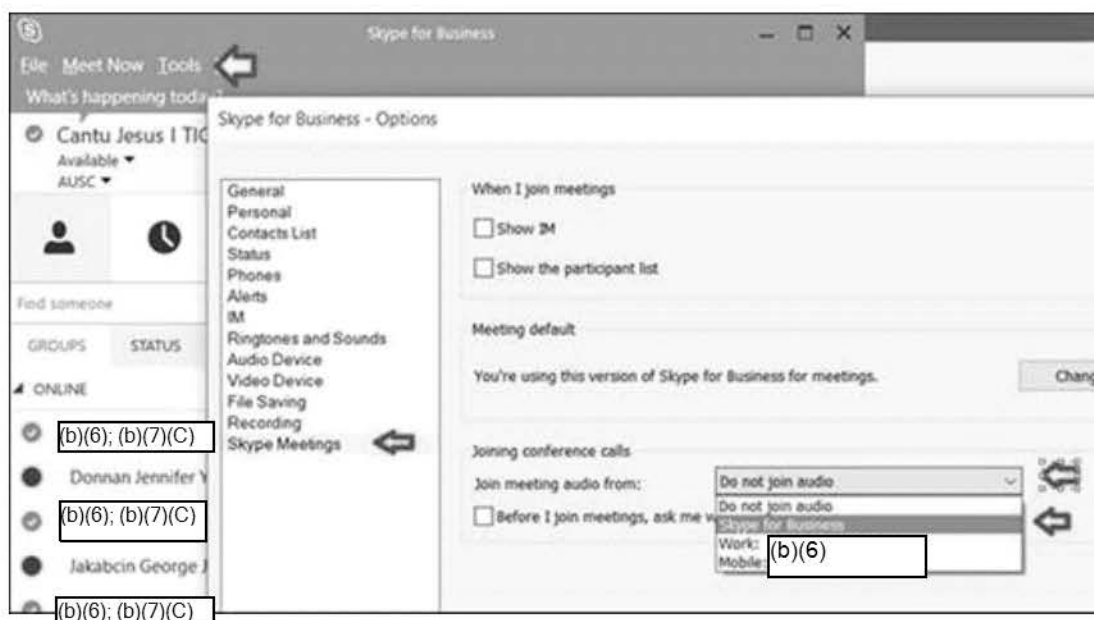 Skype for Business
File Meet Now Tools
What's happening today?
Cantu Jesus I TIG
Available
AUSC
Find someone
GROUPS STATUS
ONLINE
(b)(6); (b)(7)(C)
Donnan Jennifer Y
(b)(6); (b)(7)(C)
Jakabcin George J
(b)(6); (b)(7)(C)
Skype for Business - Options
General
Personal
Contacts List
Status
Phones
Alerts
IM
Ringtones and Sounds
Audio Device
Video Device
File Saving
Recording
Skype Meetings
When I join meetings
Show IM
Show the participant list
Meeting default
You're using this version of Skype for Business for meetings.
Chang
Joining conference calls
Join meeting audio from: Do not join audio
Before I join meetings, ask me w
Do not join audio
Skype for Business
Work:
Mobile:
(b)(6)